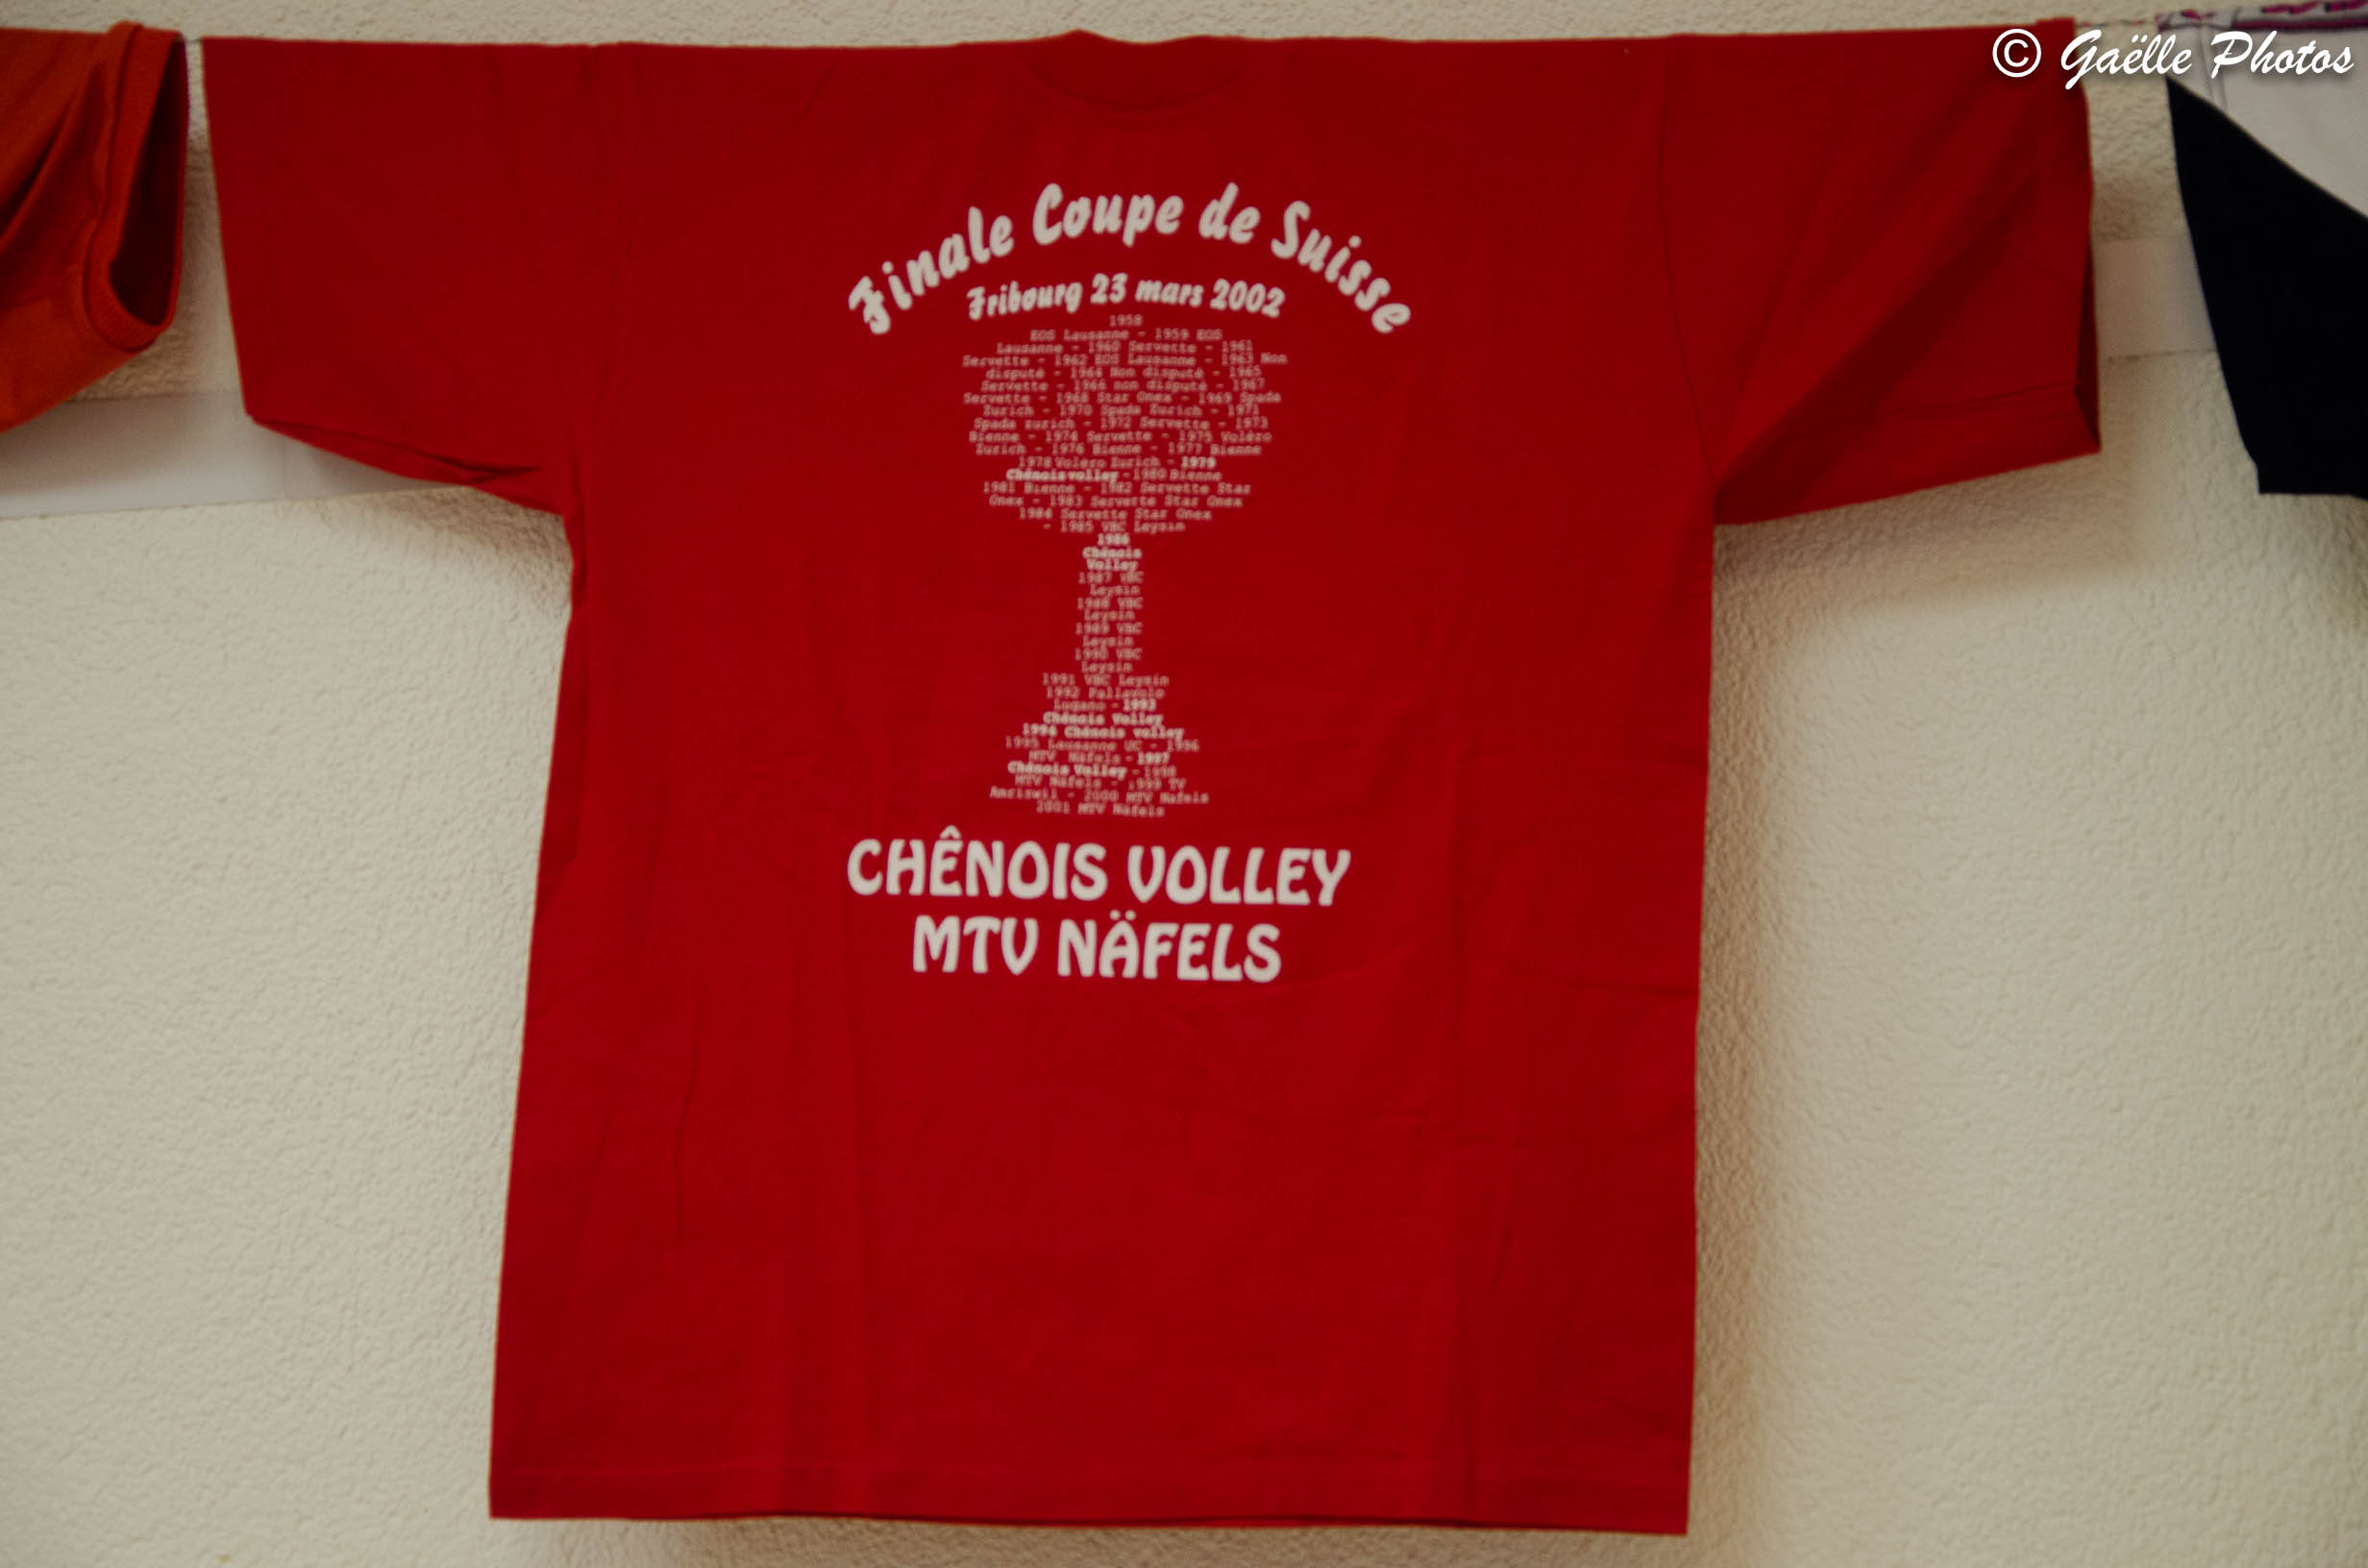 © Gaëlle Photos
Finale Coupe de Suisse
Fribourg 23 mars 2002
1958
EOS Lausanne - 1959 EOS
Lausanne - 1960 Servette - 1961
Servette - 1962 EOS Lausanne - 1963 Non
disputé - 1964 Non disputé - 1965
Servette - 1966 non disputé - 1967
Servette - 1968 Star Onex - 1969 Spada
Zurich - 1970 Spada Zurich - 1971
Spada zurich - 1972 Servette - 1973
Bienne - 1974 Servette - 1975 Voléro
Zurich - 1976 Bienne - 1977 Bienne
1978 Voléro Zurich - 1979
Chênois volley - 1980 Bienne
1981 Bienne - 1982 Servette Star
Onex - 1983 Servette Star Onex
1984 Servette Star Onex
- 1985 VBC Leysin
1986
Chênois
Volley
1987 VBC
Leysin
1988 VBC
Leysin
1989 VBC
Leysin
1990 VBC
Leysin
1991 VBC Leysin
1992 Pallavolo
Lugano - 1993
Chênois Volley
1994 Chênois volley
1995 Lausanne UC - 1996
MTV Näfels - 1997
Chênois Volley - 1998
MTV Näfels - 1999 TV
Amriswil - 2000 MTV Näfels
2001 MTV Näfels
CHÊNOIS VOLLEY
MTV NÄFELS